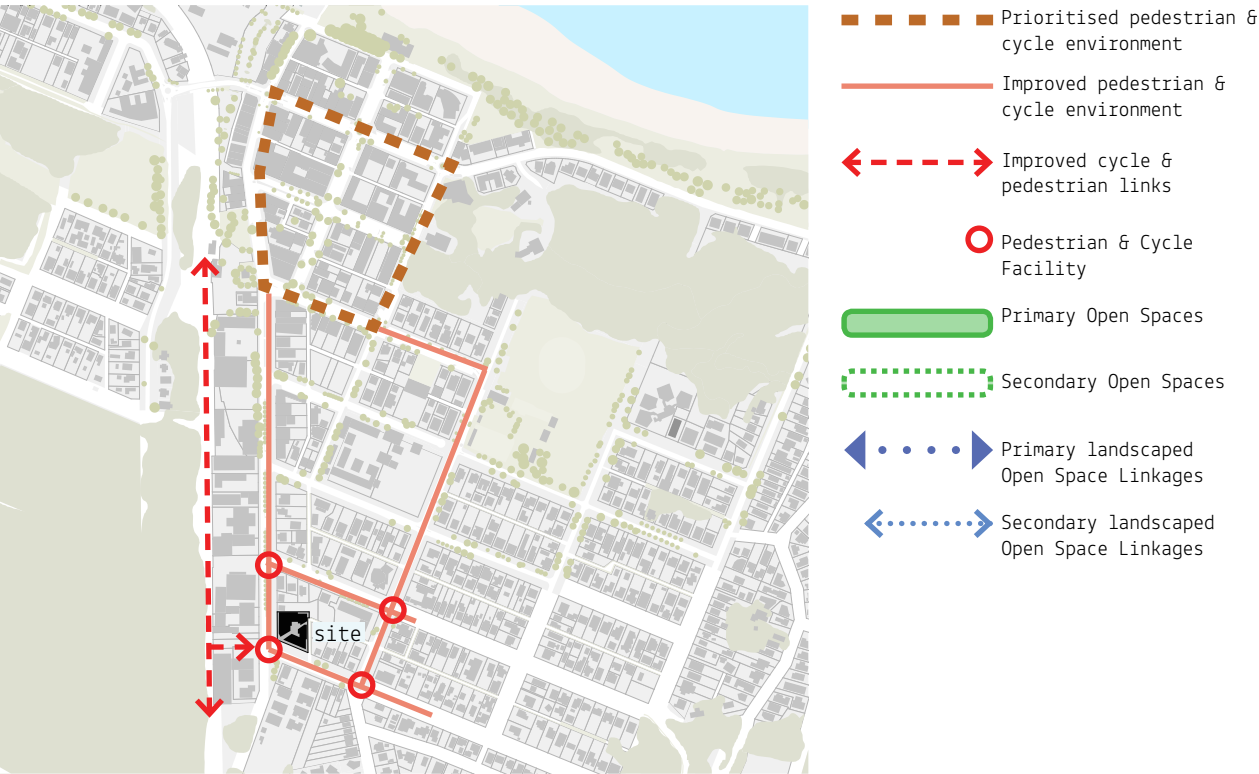 Prioritised pedestrian &
cycle environment
Improved pedestrian &
cycle environment
Improved cycle &
pedestrian links
Pedestrian & Cycle
Facility
Primary Open Spaces
Secondary Open Spaces
Primary landscaped
Open Space Linkages
Secondary landscaped
Open Space Linkages
site